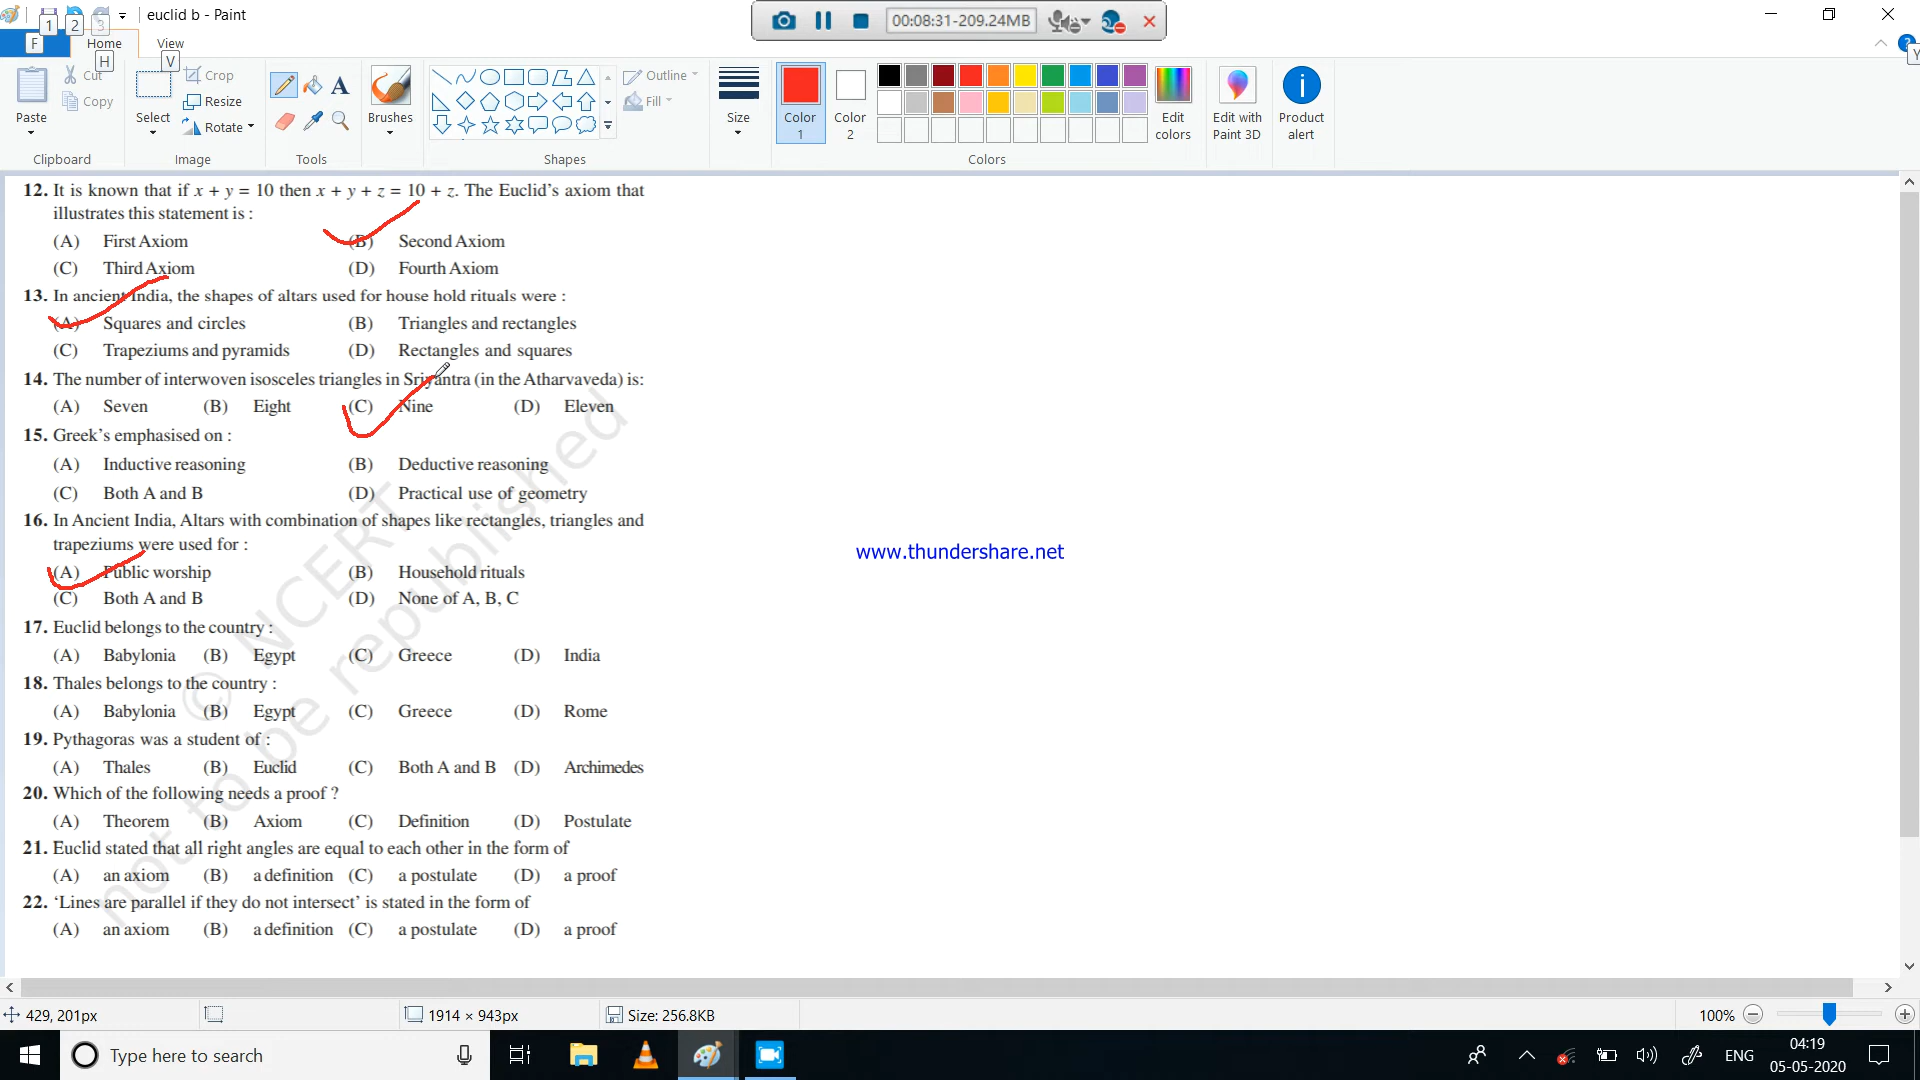 euclid b - Paint
00:08:31-209.24MB
1 2 3
F Home View
H V
Paste Cut Copy
Select Crop Resize Rotate
Brushes
Outline Fill
Size
Color 1
Color 2
Edit colors
Edit with Paint 3D
Product alert
Y
Clipboard Image Tools Shapes Colors
12. It is known that if x + y = 10 then x + y + z = 10 + z. The Euclid's axiom that
illustrates this statement is :
(A) First Axiom (B) Second Axiom
(C) Third Axiom (D) Fourth Axiom
13. In ancient India, the shapes of altars used for house hold rituals were :
(A) Squares and circles (B) Triangles and rectangles
(C) Trapeziums and pyramids (D) Rectangles and squares
14. The number of interwoven isosceles triangles in Sriyantra (in the Atharvaveda) is:
(A) Seven (B) Eight (C) Nine (D) Eleven
15. Greek's emphasised on :
(A) Inductive reasoning (B) Deductive reasoning
(C) Both A and B (D) Practical use of geometry
16. In Ancient India, Altars with combination of shapes like rectangles, triangles and
trapeziums were used for :
(A) Public worship (B) Household rituals
(C) Both A and B (D) None of A, B, C
17. Euclid belongs to the country :
(A) Babylonia (B) Egypt (C) Greece (D) India
18. Thales belongs to the country :
(A) Babylonia (B) Egypt (C) Greece (D) Rome
19. Pythagoras was a student of :
(A) Thales (B) Euclid (C) Both A and B (D) Archimedes
20. Which of the following needs a proof ?
(A) Theorem (B) Axiom (C) Definition (D) Postulate
21. Euclid stated that all right angles are equal to each other in the form of
(A) an axiom (B) a definition (C) a postulate (D) a proof
22. ‘Lines are parallel if they do not intersect’ is stated in the form of
(A) an axiom (B) a definition (C) a postulate (D) a proof
© NCERT
not to be republished
www.thundershare.net
429, 201px
1914 × 943px
Size: 256.8KB
100%
Type here to search
ENG
04:19
05-05-2020